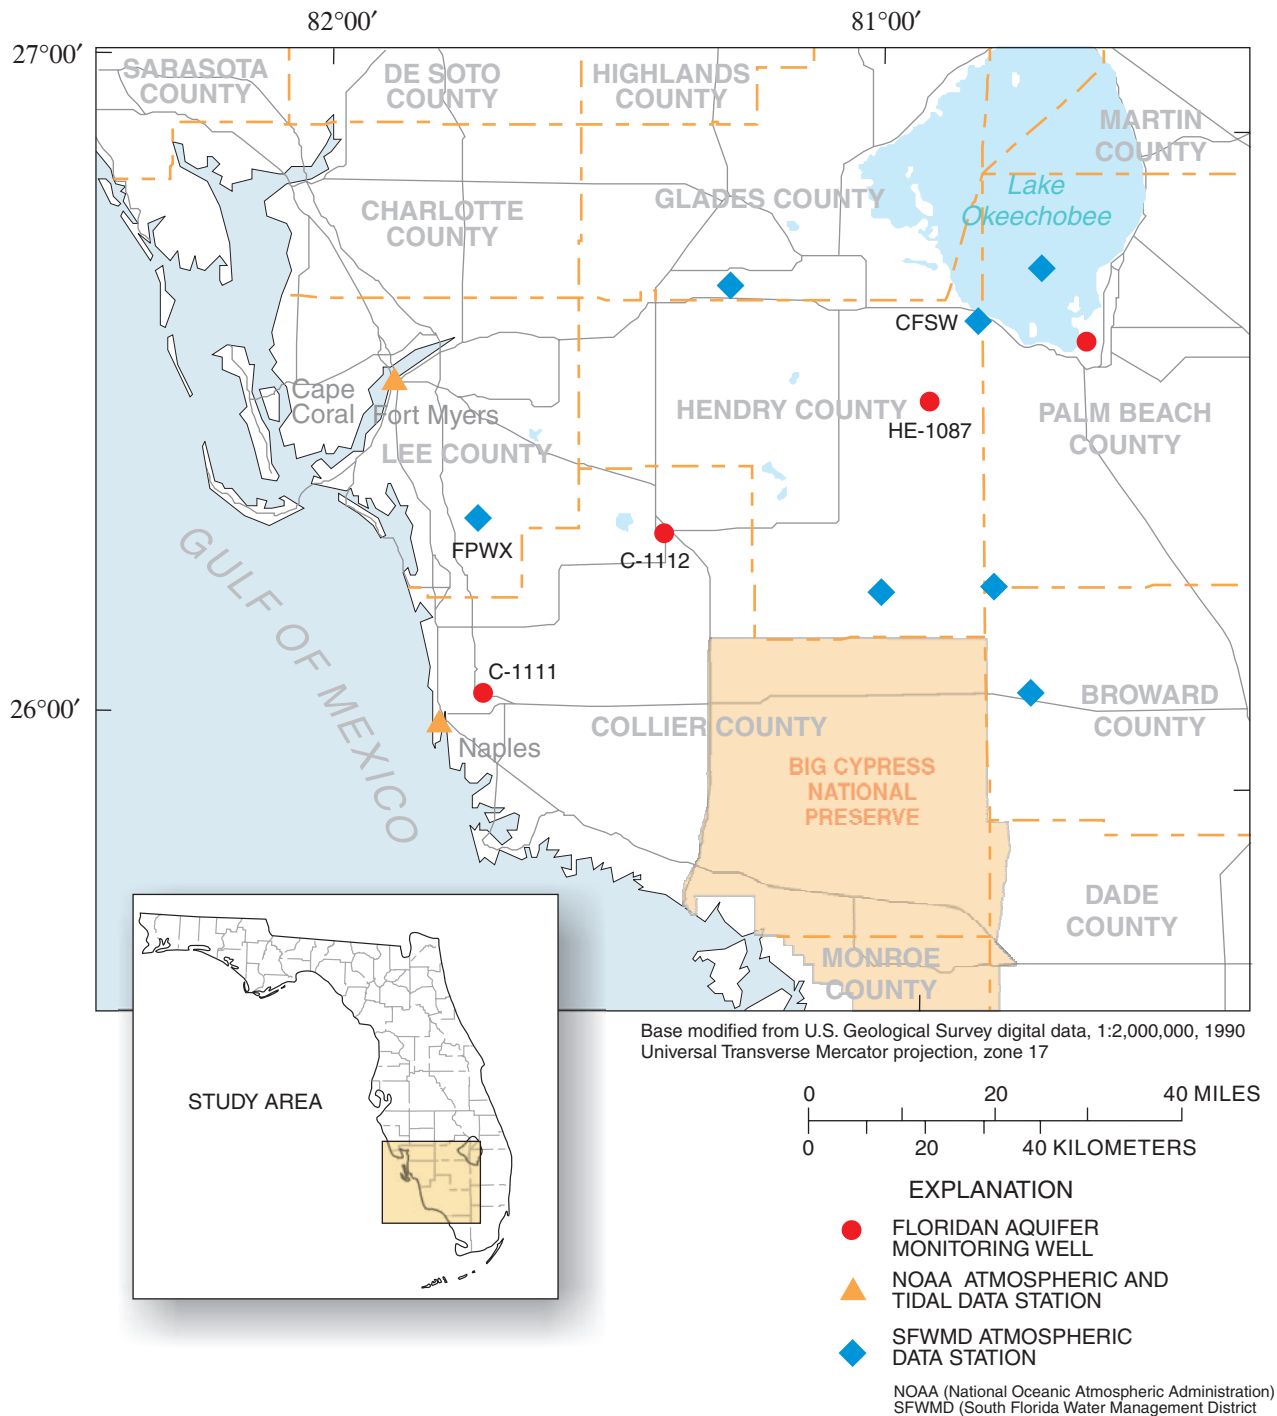 82°00′
81°00′
27°00′
SARASOTA
COUNTY
DE SOTO
COUNTY
HIGHLANDS
COUNTY
MARTIN
COUNTY
GLADES COUNTY
Lake
Okeechobee
CHARLOTTE
COUNTY
CFSW
Cape
Coral
Fort Myers
HENDRY COUNTY
HE-1087
PALM BEACH
COUNTY
LEE COUNTY
FPWX
C-1112
GULF OF MEXICO
C-1111
26°00′
Naples
COLLIER COUNTY
BROWARD
COUNTY
BIG CYPRESS
NATIONAL
PRESERVE
DADE
COUNTY
MONROE
COUNTY
Base modified from U.S. Geological Survey digital data, 1:2,000,000, 1990
Universal Transverse Mercator projection, zone 17
STUDY AREA
0 20 40 MILES
0 20 40 KILOMETERS
EXPLANATION
FLORIDAN AQUIFER
MONITORING WELL
NOAA ATMOSPHERIC AND
TIDAL DATA STATION
SFWMD ATMOSPHERIC
DATA STATION
NOAA (National Oceanic Atmospheric Administration)
SFWMD (South Florida Water Management District